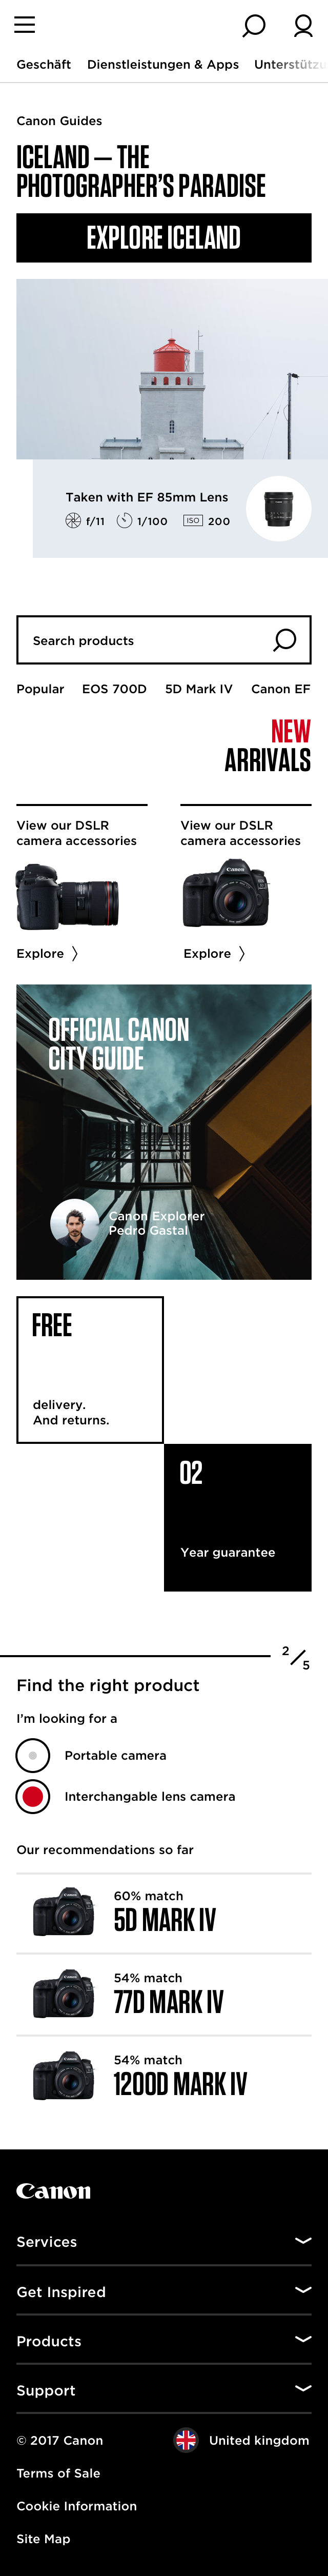 Geschäft Dienstleistungen & Apps Unterstützu
Canon Guides
ICELAND – THE
PHOTOGRAPHER'S PARADISE
EXPLORE ICELAND
Taken with EF 85mm Lens
f/11 1/100 ISO 200
Search products
Popular EOS 700D 5D Mark IV Canon EF
NEW
ARRIVALS
View our DSLR
camera accessories
Explore
View our DSLR
camera accessories
Canon
Explore
OFFICIAL CANON
CITY GUIDE
Canon Explorer
Pedro Gastal
FREE
delivery.
And returns.
02
Year guarantee
2/5
Find the right product
I'm looking for a
Portable camera
Interchangable lens camera
Our recommendations so far
60% match
5D MARK IV
54% match
77D MARK IV
54% match
1200D MARK IV
Canon
Services
Get Inspired
Products
Support
© 2017 Canon United kingdom
Terms of Sale
Cookie Information
Site Map